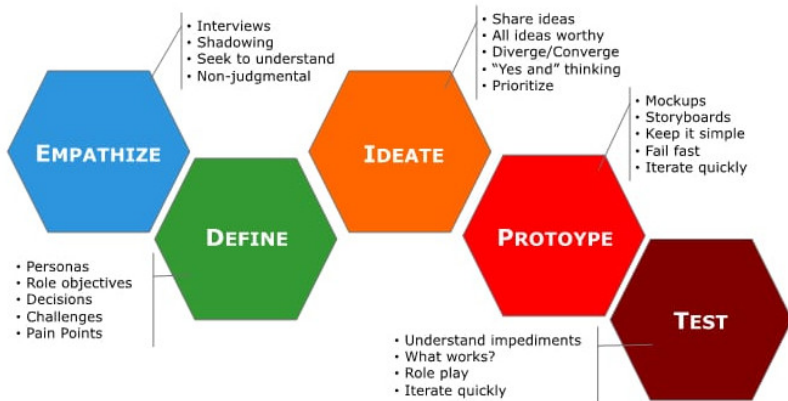 • Interviews
• Shadowing
• Seek to understand
• Non-judgmental
EMPATHIZE
DEFINE
• Personas
• Role objectives
• Decisions
• Challenges
• Pain Points
• Share ideas
• All ideas worthy
• Diverge/Converge
• “Yes and” thinking
• Prioritize
IDEATE
• Mockups
• Storyboards
• Keep it simple
• Fail fast
• Iterate quickly
PROTOYPE
TEST
• Understand impediments
• What works?
• Role play
• Iterate quickly